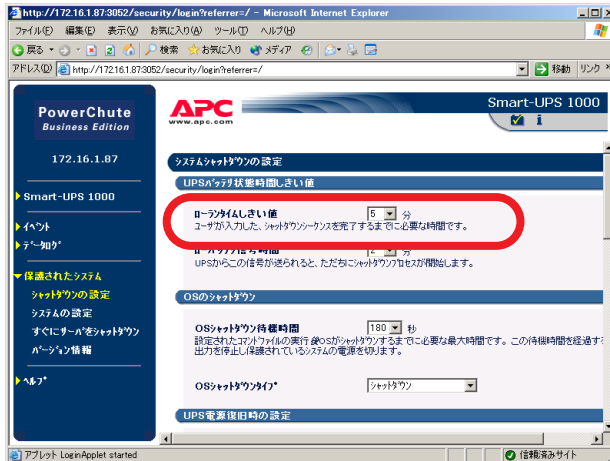 http://172.16.1.87:3052/security/login?referrer=/ - Microsoft Internet Explorer
ファイル(F) 編集(E) 表示(V) お気に入り(A) ツール(T) ヘルプ(H)
戻る 検索 お気に入り メディア
アドレス(D) http://172.16.1.87:3052/security/login?referrer=/ 移動 リンク
PowerChute
Business Edition
172.16.1.87
Smart-UPS 1000
イベント
データログ
保護されたシステム
シャットダウンの設定
システムの設定
すぐにサーバをシャットダウン
バージョン情報
ヘルプ
APC
www.apc.com
Smart-UPS 1000
システムシャットダウンの設定
UPSバッテリ状態時間しきい値
ローランタイムしきい値 5 分
ユーザが入力した、シャットダウンシーケンスを完了するまでに必要な時間です。
ローバッテリ信号時間 2 分
UPSからこの信号が送られると、ただちにシャットダウンプロセスが開始します。
OSのシャットダウン
OSシャットダウン待機時間 180 秒
設定されたコマンドファイルの実行後OSがシャットダウンするまでに必要な最大時間です。この待機時間を経過す
出力を停止し保護されているシステムの電源を切ります。
OSシャットダウンタイプ シャットダウン
UPS電源復旧時の設定
アプレット LoginApplet started 信頼済みサイト